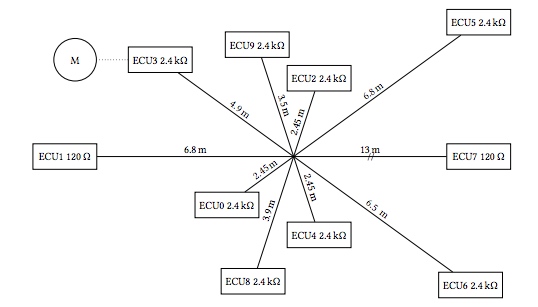 ECU5 2.4 kΩ
ECU9 2.4 kΩ
M
ECU3 2.4 kΩ
ECU2 2.4 kΩ
6.8 m
3.5 m
4.9 m
2.45 m
ECU1 120 Ω
6.8 m
13 m
ECU7 120 Ω
2.45 m
2.45 m
ECU0 2.4 kΩ
3.9 m
6.5 m
ECU4 2.4 kΩ
ECU8 2.4 kΩ
ECU6 2.4 kΩ